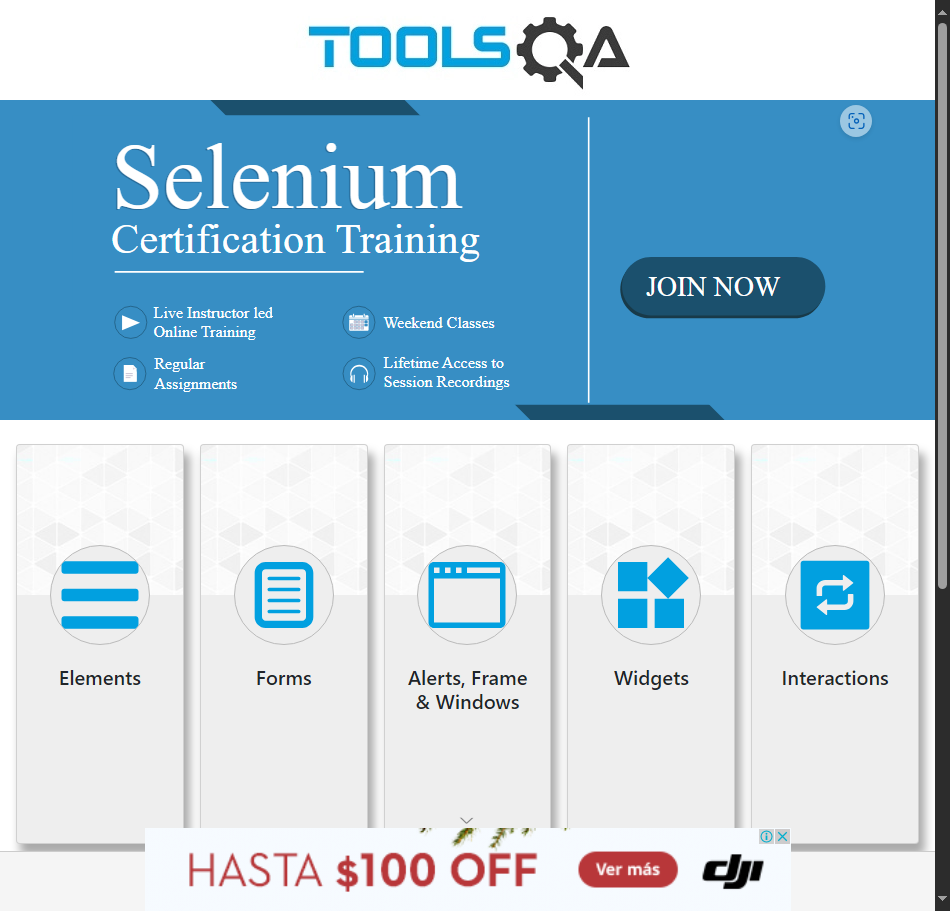 TOOLSQA
Selenium
Certification Training
JOIN NOW
Live Instructor led
Online Training
Weekend Classes
Regular
Assignments
Lifetime Access to
Session Recordings
Elements
Forms
Alerts, Frame
& Windows
Widgets
Interactions
HASTA $100 OFF
Ver más
dji